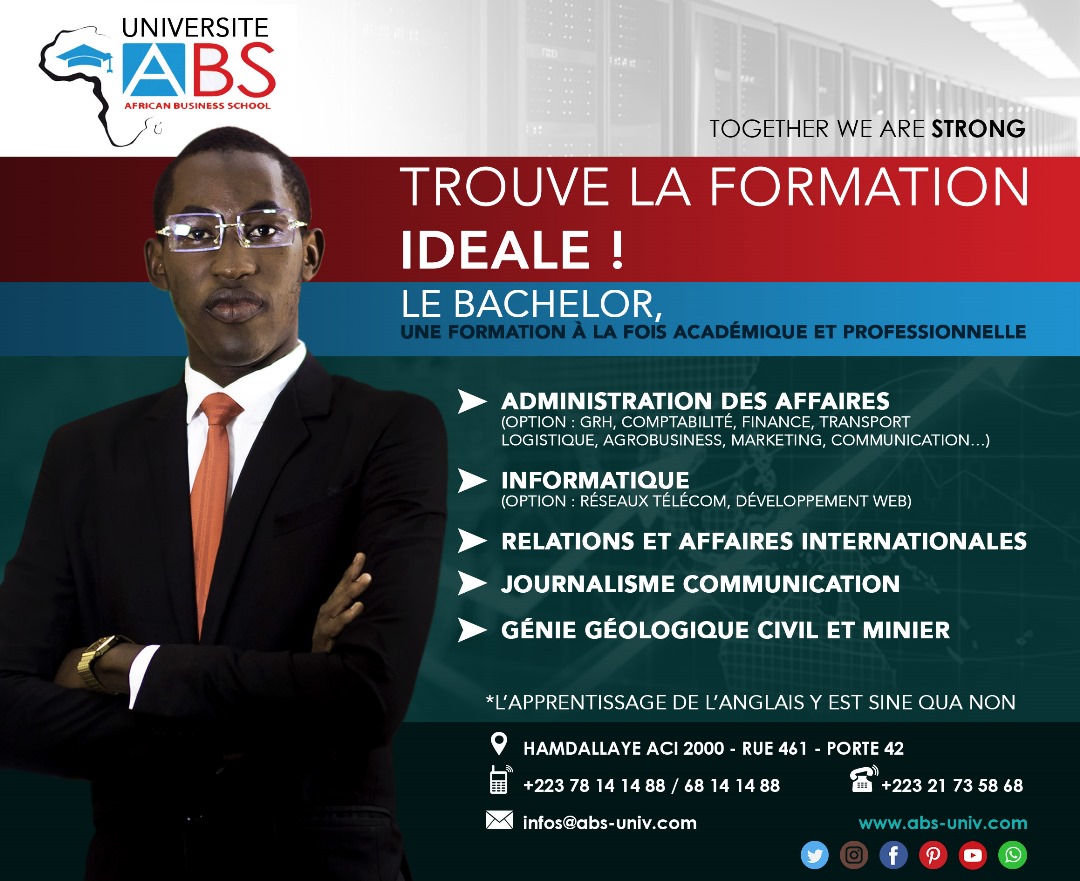 UNIVERSITE
ABS
AFRICAN BUSINESS SCHOOL
TOGETHER WE ARE STRONG
TROUVE LA FORMATION
IDEALE !
LE BACHELOR,
UNE FORMATION À LA FOIS ACADÉMIQUE ET PROFESSIONNELLE
ADMINISTRATION DES AFFAIRES
(OPTION : GRH, COMPTABILITÉ, FINANCE, TRANSPORT
LOGISTIQUE, AGROBUSINESS, MARKETING, COMMUNICATION...)
INFORMATIQUE
(OPTION : RÉSEAUX TÉLÉCOM, DÉVELOPPEMENT WEB)
RELATIONS ET AFFAIRES INTERNATIONALES
JOURNALISME COMMUNICATION
GÉNIE GÉOLOGIQUE CIVIL ET MINIER
*L'APPRENTISSAGE DE L'ANGLAIS Y EST SINE QUA NON
HAMDALLAYE ACI 2000 - RUE 461 - PORTE 42
+223 78 14 14 88 / 68 14 14 88 +223 21 73 58 68
infos@abs-univ.com www.abs-univ.com